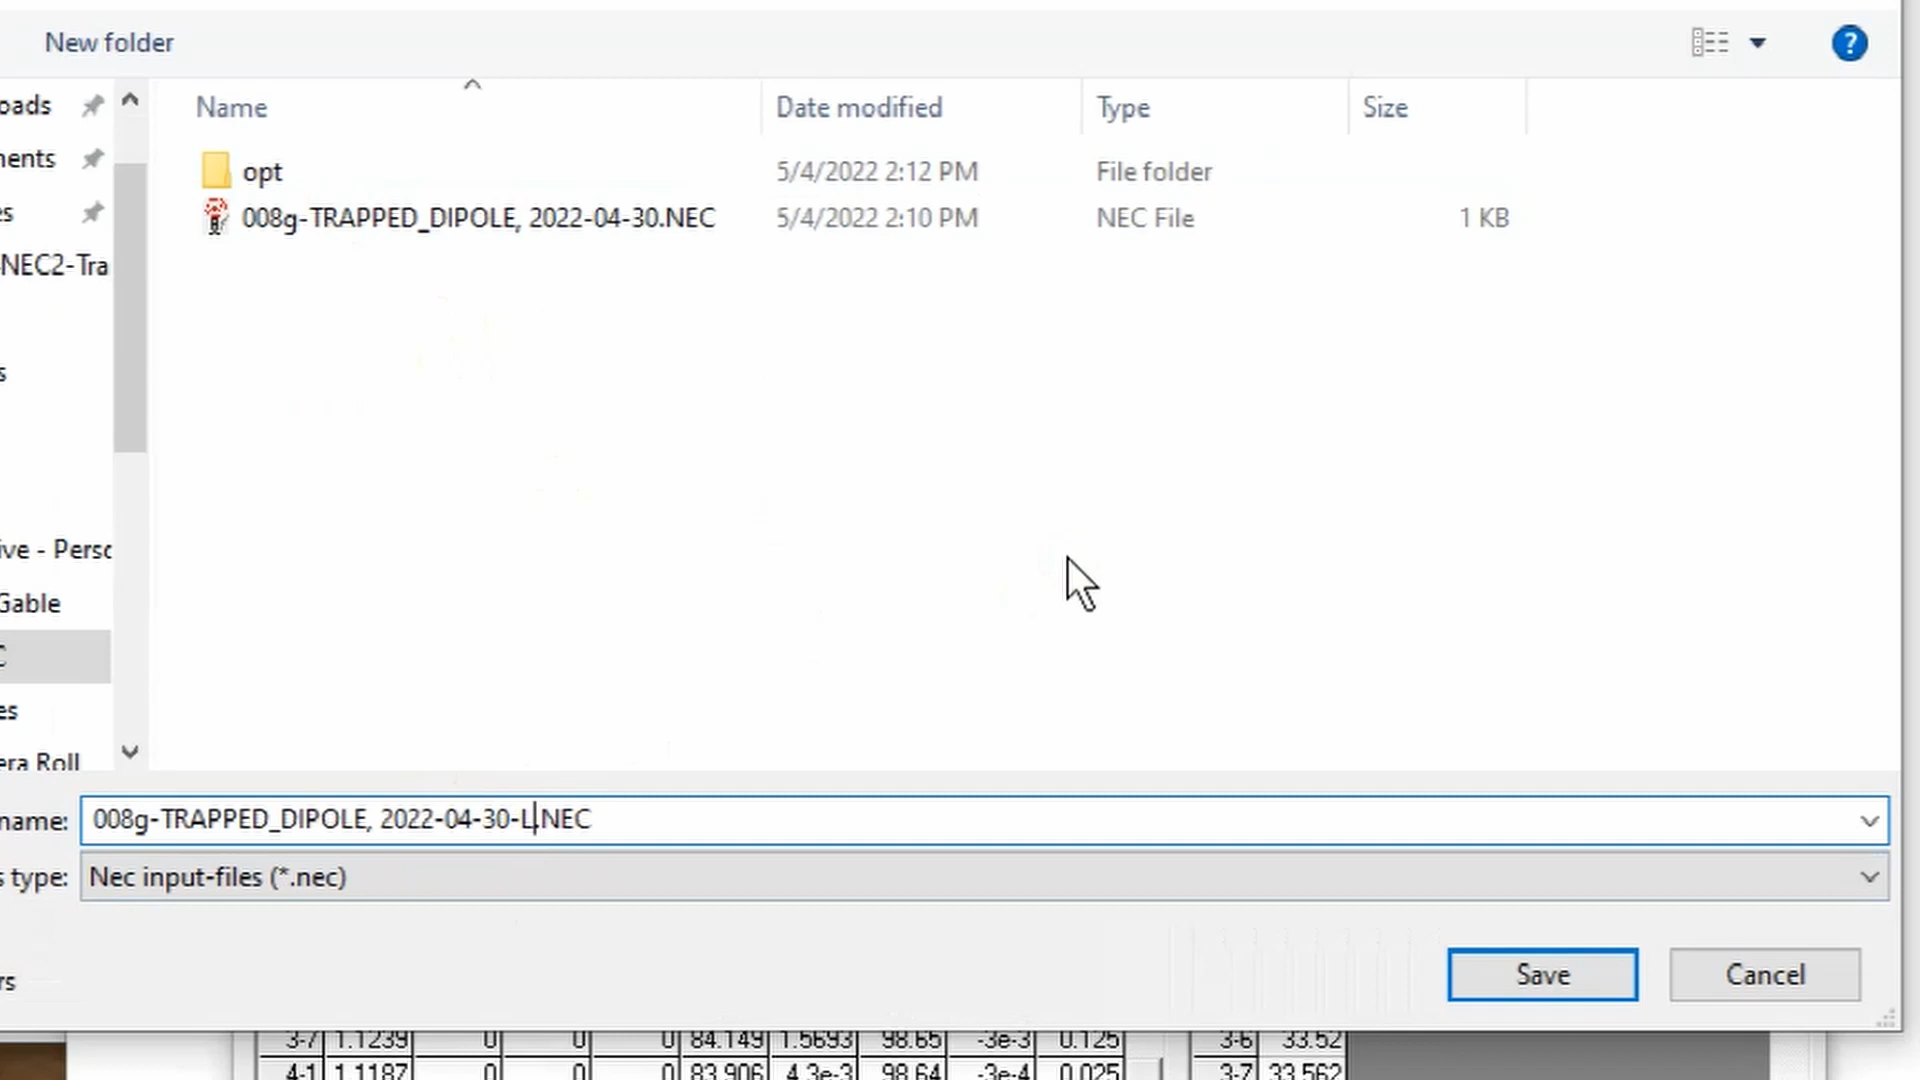 New folder
?
oads
Name Date modified Type Size
nents
opt 5/4/2022 2:12 PM File folder
es
008g-TRAPPED_DIPOLE, 2022-04-30.NEC 5/4/2022 2:10 PM NEC File 1 KB
-NEC2-Tra
s
ive - Persc
Gable
C
es
era Roll
name: 008g-TRAPPED_DIPOLE, 2022-04-30-L.NEC
s type: Nec input-files (*.nec)
rs
Save Cancel
3-7 1.1239 0 0 0 84.149 1.5693 98.65 -3e-3 0.125 3-6 33.52
4-1 1.1187 0 0 0 83.906 4.3e-3 98.64 -3e-4 0.025 3-7 33.562